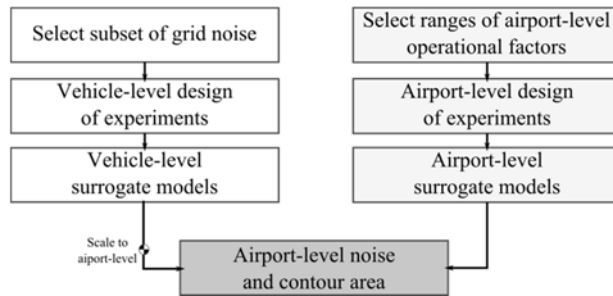 Select subset of grid noise
Vehicle-level design
of experiments
Vehicle-level
surrogate models
Scale to
aiport-level
Select ranges of airport-level
operational factors
Airport-level design
of experiments
Airport-level
surrogate models
Airport-level noise
and contour area